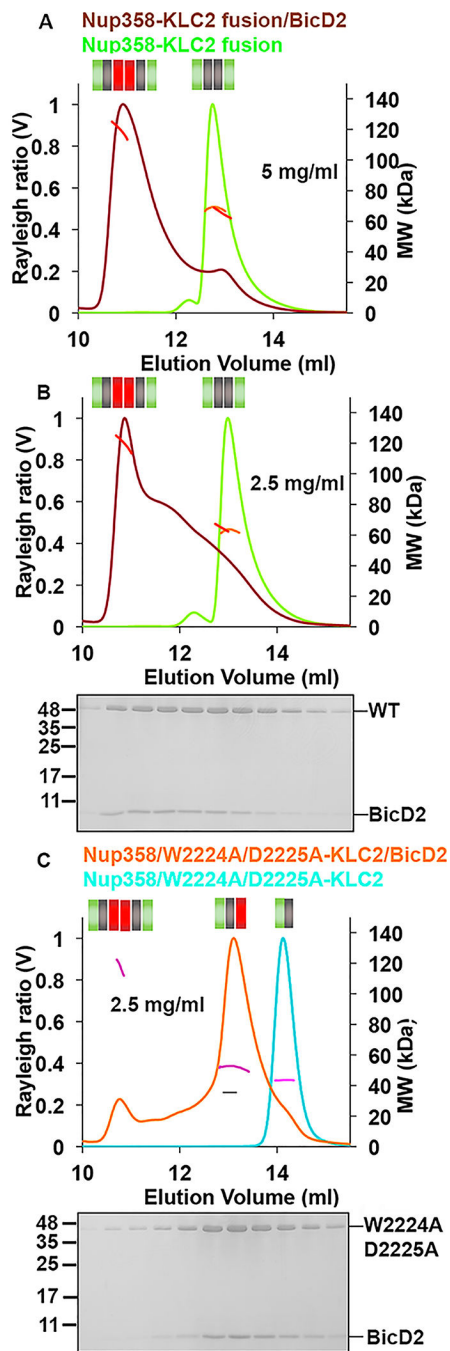 A
Nup358-KLC2 fusion/BicD2
Nup358-KLC2 fusion
Rayleigh ratio (V)
1
0.8
0.6
0.4
0.2
0
140
120
100
80
60
40
20
0
MW (kDa)
5 mg/ml
10 12 14
Elution Volume (ml)
B
Rayleigh ratio (V)
1
0.8
0.6
0.4
0.2
0
140
120
100
80
60
40
20
0
MW (kDa)
2.5 mg/ml
10 12 14
Elution Volume (ml)
48
35
25
17
11
WT
BicD2
C
Nup358/W2224A/D2225A-KLC2/BicD2
Nup358/W2224A/D2225A-KLC2
Rayleigh ratio (V)
1
0.8
0.6
0.4
0.2
0
140
120
100
80
60
40
20
0
MW (kDa)
2.5 mg/ml
10 12 14
Elution Volume (ml)
48
35
25
17
11
W2224A
D2225A
BicD2